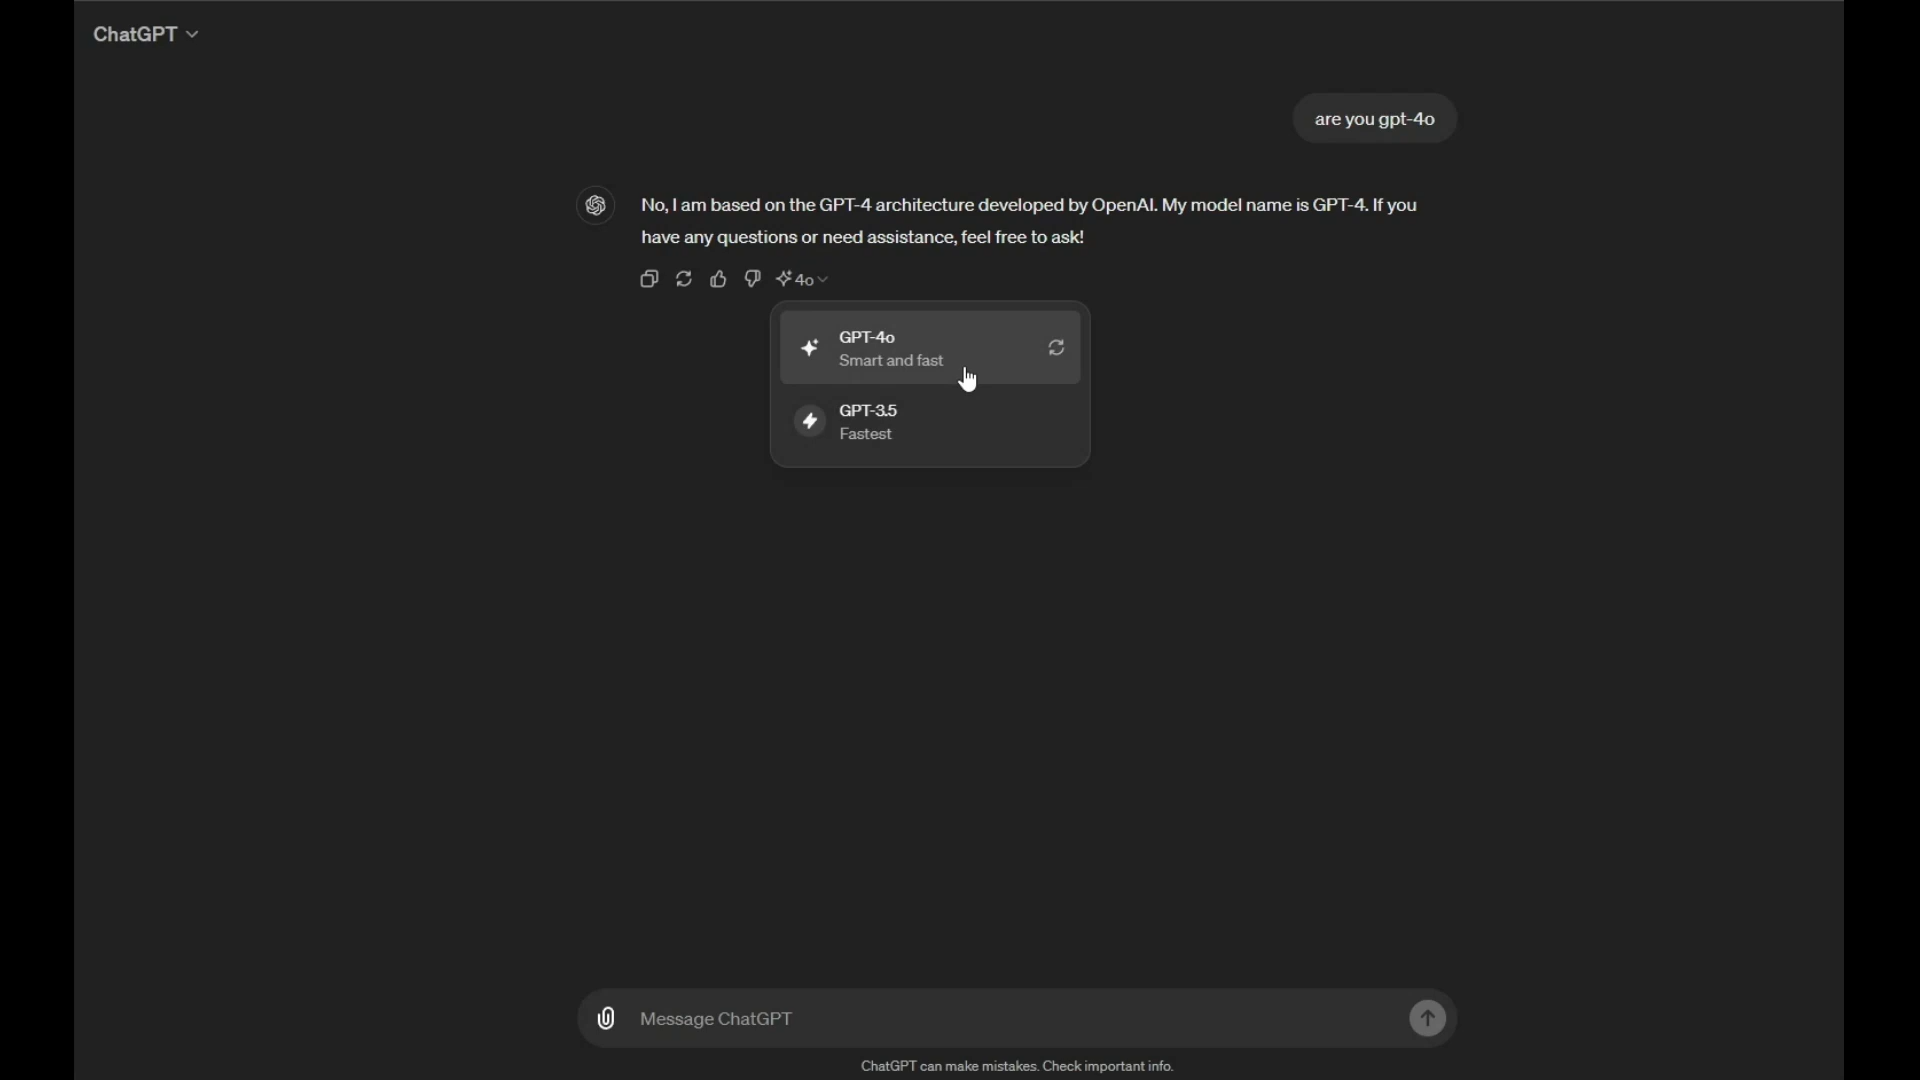 ChatGPT
are you gpt-4o
No, I am based on the GPT-4 architecture developed by OpenAI. My model name is GPT-4. If you
have any questions or need assistance, feel free to ask!
4o
GPT-4o
Smart and fast
GPT-3.5
Fastest
Message ChatGPT
ChatGPT can make mistakes. Check important info.